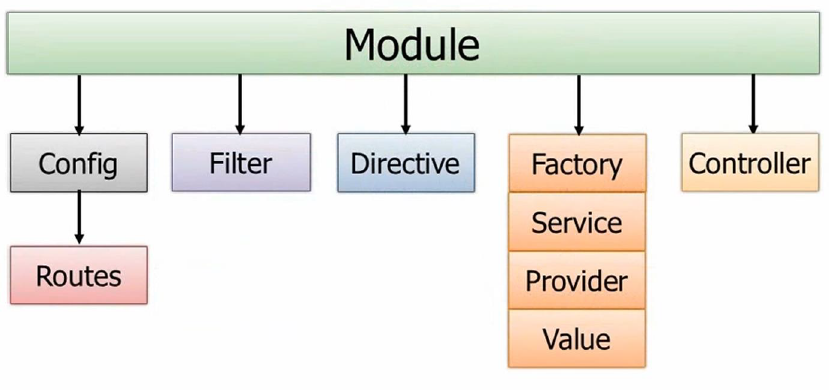 Module
Config
Filter
Directive
Factory
Controller
Service
Routes
Provider
Value